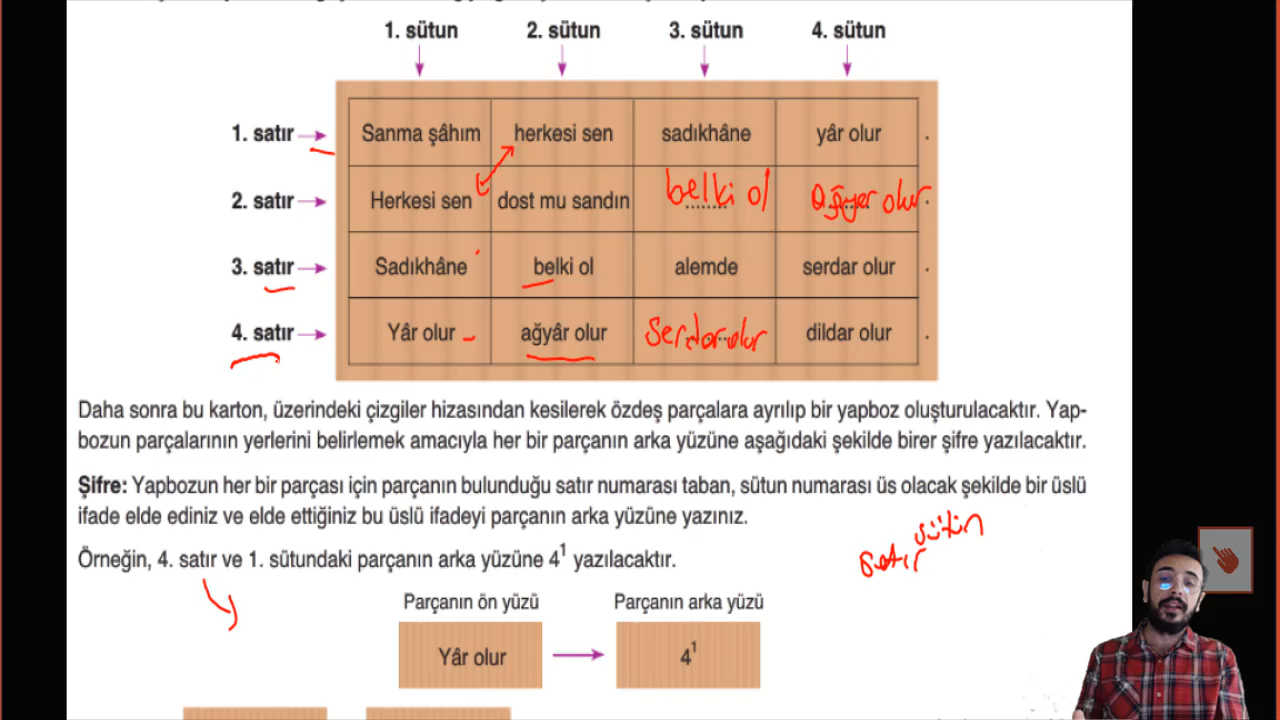 1. sütun 2. sütun 3. sütun 4. sütun
1. satır Sanma şâhım herkesi sen sadıkhâne yâr olur .
2. satır Herkesi sen dost mu sandın ........ belki ol ........ ağyar olur .
3. satır Sadıkhâne belki ol alemde serdar olur .
4. satır Yâr olur ağyâr olur serdar olur dildar olur .
Daha sonra bu karton, üzerindeki çizgiler hizasından kesilerek özdeş parçalara ayrılıp bir yapboz oluşturulacaktır. Yap-
bozun parçalarının yerlerini belirlemek amacıyla her bir parçanın arka yüzüne aşağıdaki şekilde birer şifre yazılacaktır.
Şifre: Yapbozun her bir parçası için parçanın bulunduğu satır numarası taban, sütun numarası üs olacak şekilde bir üslü
ifade elde ediniz ve elde ettiğiniz bu üslü ifadeyi parçanın arka yüzüne yazınız.
Örneğin, 4. satır ve 1. sütundaki parçanın arka yüzüne 4¹ yazılacaktır.
satır sütün
Parçanın ön yüzü Parçanın arka yüzü
Yâr olur 4¹